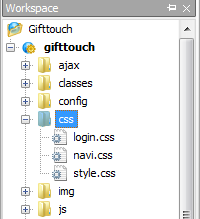 Workspace
Gifttouch
gifttouch
ajax
classes
config
css
login.css
navi.css
style.css
img
js